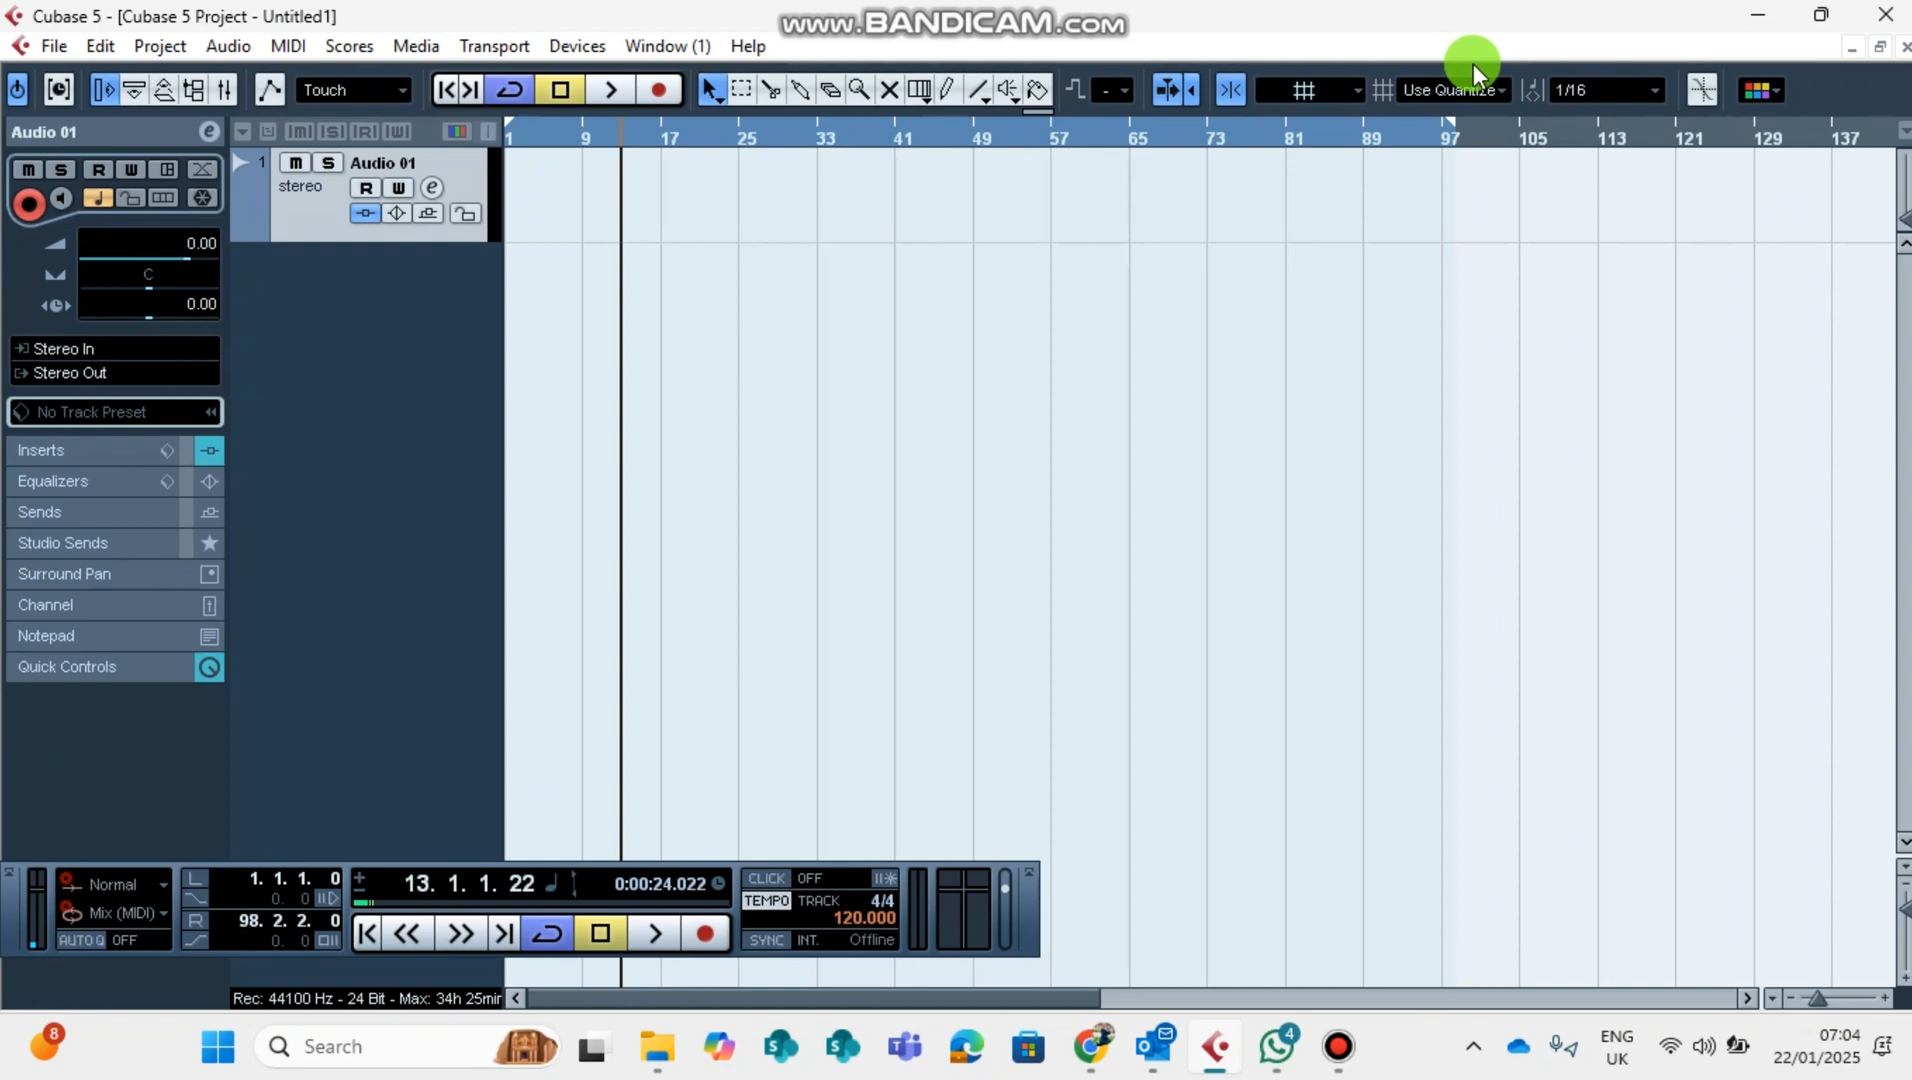 Cubase 5 - [Cubase 5 Project - Untitled1]
www.BANDICAM.com
File Edit Project Audio MIDI Scores Media Transport Devices Window (1) Help
Touch
-
Use Quantize
1/16
Audio 01
e
[M] [S] [R] [W]
1 9 17 25 33 41 49 57 65 73 81 89 97 105 113 121 129 137
M S R W
1 M S Audio 01
stereo R W e
0.00
C
0.00
Stereo In
Stereo Out
No Track Preset
Inserts
Equalizers
Sends
Studio Sends
Surround Pan
Channel
Notepad
Quick Controls
Normal
Mix (MIDI)
AUTO Q OFF
L 1. 1. 1. 0
0. 0
R 98. 2. 2. 0
0. 0
13. 1. 1. 22
0:00:24.022
CLICK OFF
TEMPO TRACK 4/4
120.000
SYNC INT. Offline
Rec: 44100 Hz - 24 Bit - Max: 34h 25min
8
Search
4
ENG
UK
07:04
22/01/2025